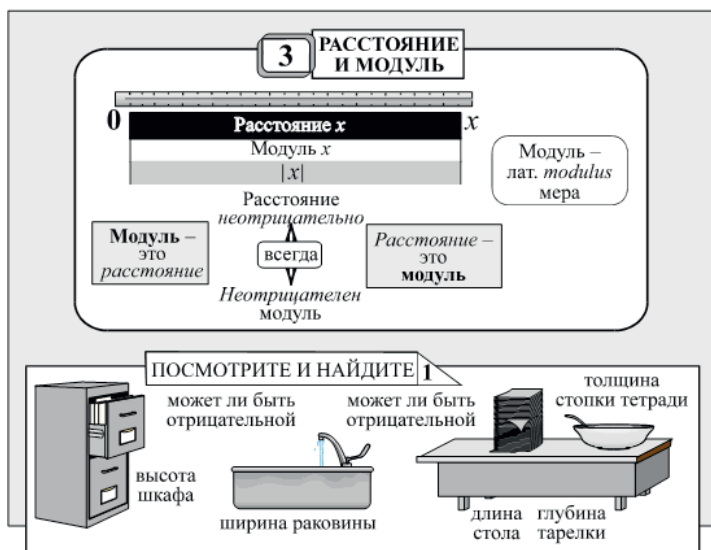 3
РАССТОЯНИЕ
И МОДУЛЬ
0
Расстояние x
x
Модуль x
|x|
Модуль –
лат. modulus
мера
Расстояние
неотрицательно
Модуль –
это
расстояние
всегда
Расстояние –
это
модуль
Неотрицателен
модуль
ПОСМОТРИТЕ И НАЙДИТЕ 1
может ли быть
отрицательной
может ли быть
отрицательной
толщина
стопки тетради
высота
шкафа
ширина раковины
длина
стола
глубина
тарелки